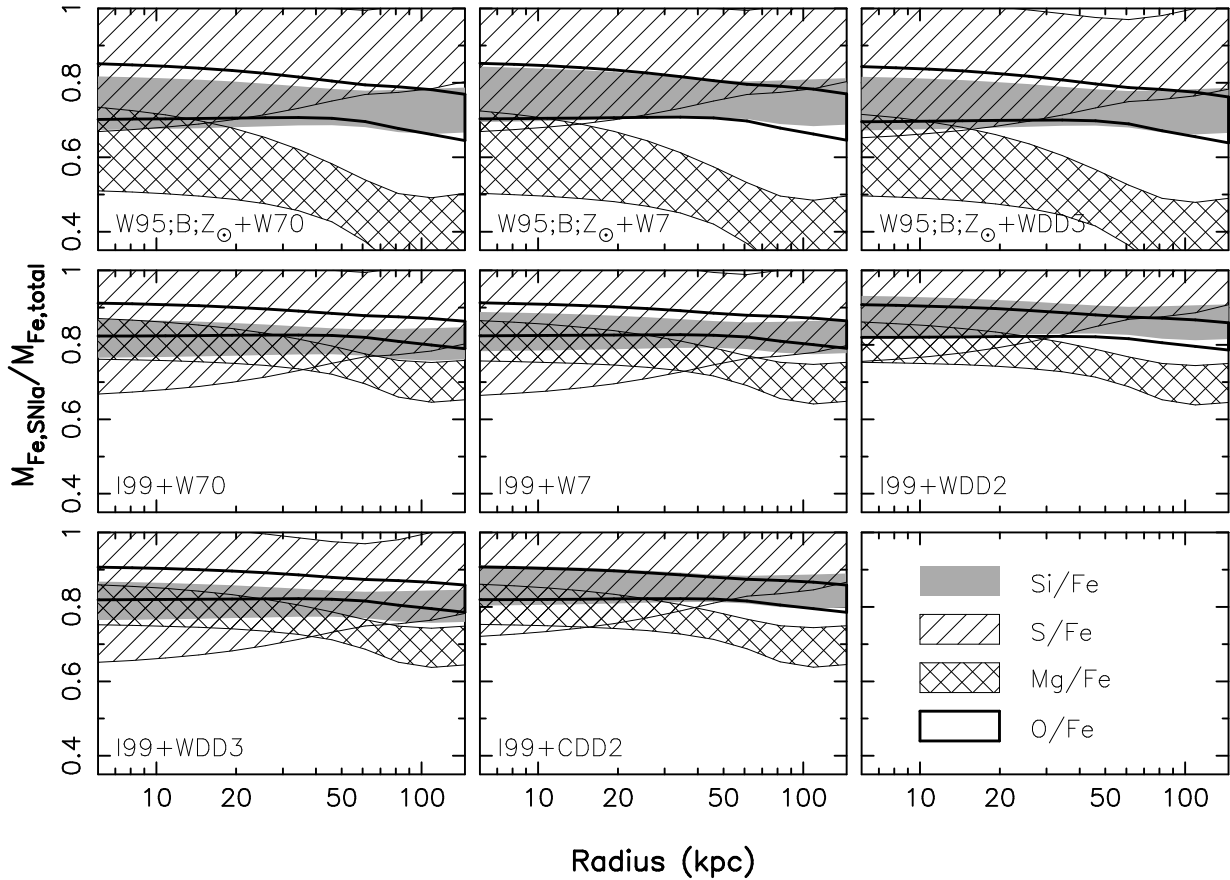 1
0.8
0.6
0.4
W95;B;Z⊙+W70
W95;B;Z⊙+W7
W95;B;Z⊙+WDD3
M_Fe,SNIa/M_Fe,total
1
0.8
0.6
0.4
I99+W70
I99+W7
I99+WDD2
1
0.8
0.6
0.4
I99+WDD3
I99+CDD2
Si/Fe
S/Fe
Mg/Fe
O/Fe
10 20 50 100
10 20 50 100
10 20 50 100
Radius (kpc)